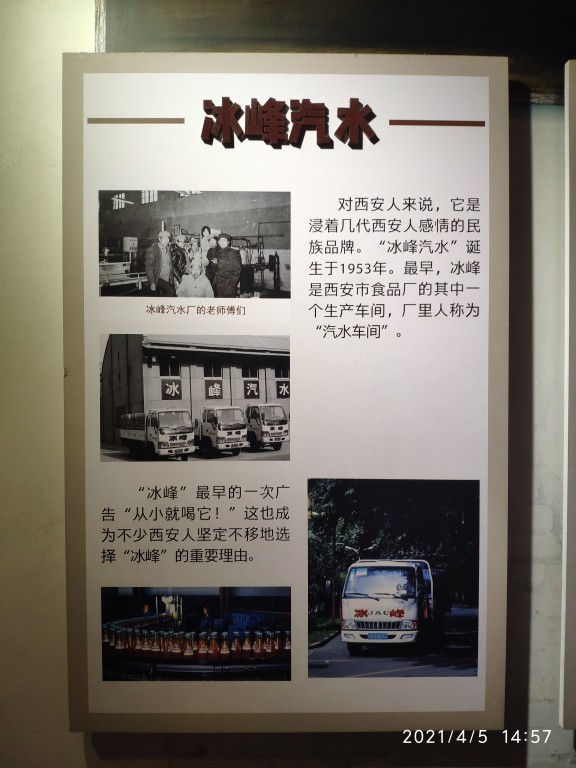 冰峰汽水
对西安人来说，它是
浸着几代西安人感情的民
族品牌。“冰峰汽水”诞
生于1953年。最早，冰峰
是西安市食品厂的其中一
个生产车间，厂里人称为
“汽水车间”。
冰峰汽水厂的老师傅们
冰 峰 汽 水
“冰峰”最早的一次广
告“从小就喝它！”这也成
为不少西安人坚定不移地选
择“冰峰”的重要理由。
冰JAC峰
2021/4/5 14:57